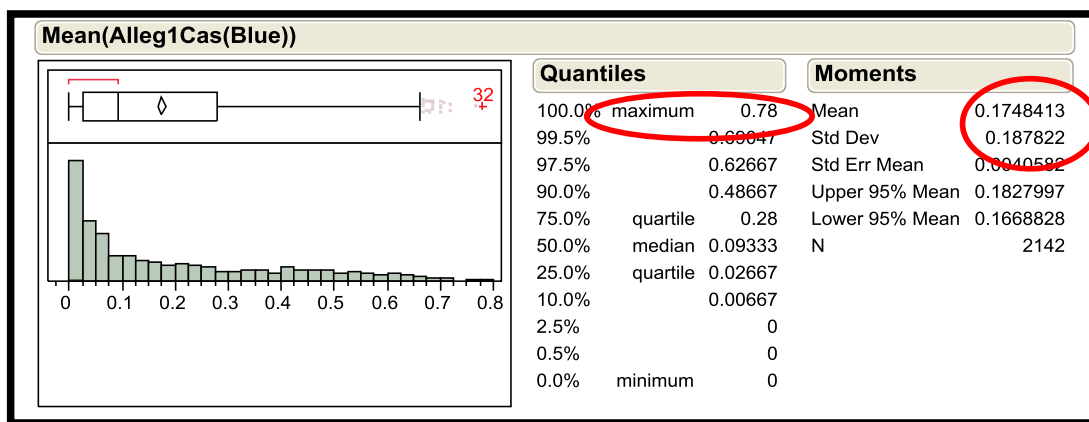 Mean(Alleg1Cas(Blue))
32
0 0.1 0.2 0.3 0.4 0.5 0.6 0.7 0.8
Quantiles
100.0% maximum 0.78
99.5% 0.69047
97.5% 0.62667
90.0% 0.48667
75.0% quartile 0.28
50.0% median 0.09333
25.0% quartile 0.02667
10.0% 0.00667
2.5% 0
0.5% 0
0.0% minimum 0
Moments
Mean 0.1748413
Std Dev 0.187822
Std Err Mean 0.0040582
Upper 95% Mean 0.1827997
Lower 95% Mean 0.1668828
N 2142